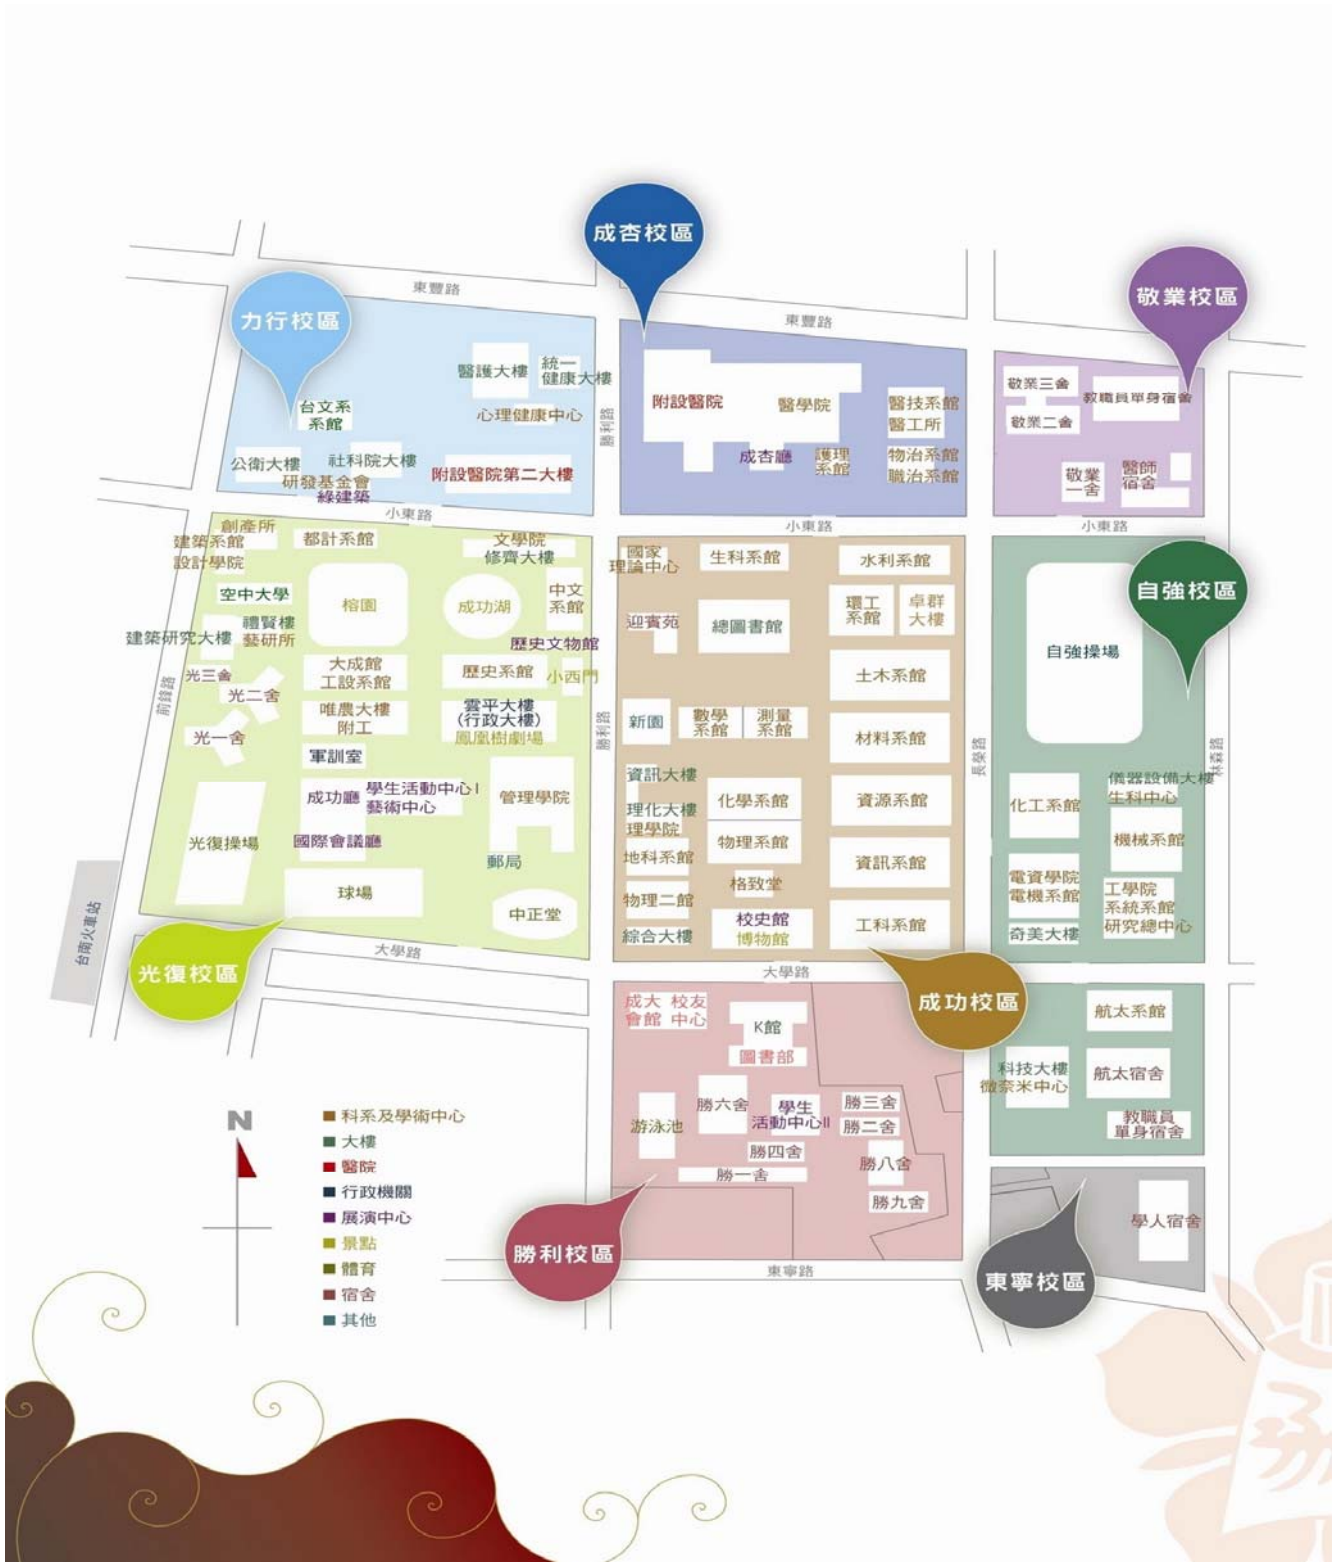 成杏校區
敬業校區
力行校區
東豐路
東豐路
醫護大樓
統一
健康大樓
心理健康中心
台文系
系館
公衛大樓
社科院大樓
研發基金會
綠建築
附設醫院第二大樓
勝利路
附設醫院
醫學院
成杏廳
護理
系館
醫技系館
醫工所
物治系館
職治系館
敬業三舍
敬業二舍
教職員單身宿舍
敬業
一舍
醫師
宿舍
小東路
小東路
小東路
創產所
建築系館
設計學院
都計系館
文學院
修齊大樓
空中大學
榕園
成功湖
中文
系館
禮賢樓
藝研所
建築研究大樓
歷史文物館
大成館
工設系館
歷史系館
小西門
光三舍
光二舍
光一舍
唯農大樓
附工
雲平大樓
(行政大樓)
鳳凰樹劇場
軍訓室
成功廳
學生活動中心I
藝術中心
管理學院
國際會議廳
光復操場
郵局
球場
中正堂
前鋒路
台南火車站
大學路
光復校區
勝利路
國家
理論中心
生科系館
水利系館
迎賓苑
總圖書館
環工
系館
卓群
大樓
土木系館
新園
數學
系館
測量
系館
材料系館
資訊大樓
理化大樓
理學院
化學系館
資源系館
地科系館
物理系館
資訊系館
物理二館
格致堂
綜合大樓
校史館
博物館
工科系館
大學路
成功校區
長榮路
自強校區
自強操場
林森路
儀器設備大樓
生科中心
化工系館
機械系館
電資學院
電機系館
工學院
系統系館
研究總中心
奇美大樓
成大
會館
校友
中心
K館
圖書部
游泳池
勝六舍
學生
活動中心II
勝三舍
勝二舍
勝四舍
勝一舍
勝八舍
勝九舍
勝利校區
東寧路
航太系館
科技大樓
微奈米中心
航太宿舍
教職員
單身宿舍
學人宿舍
東寧校區
N
科系及學術中心
大樓
醫院
行政機關
展演中心
景點
體育
宿舍
其他